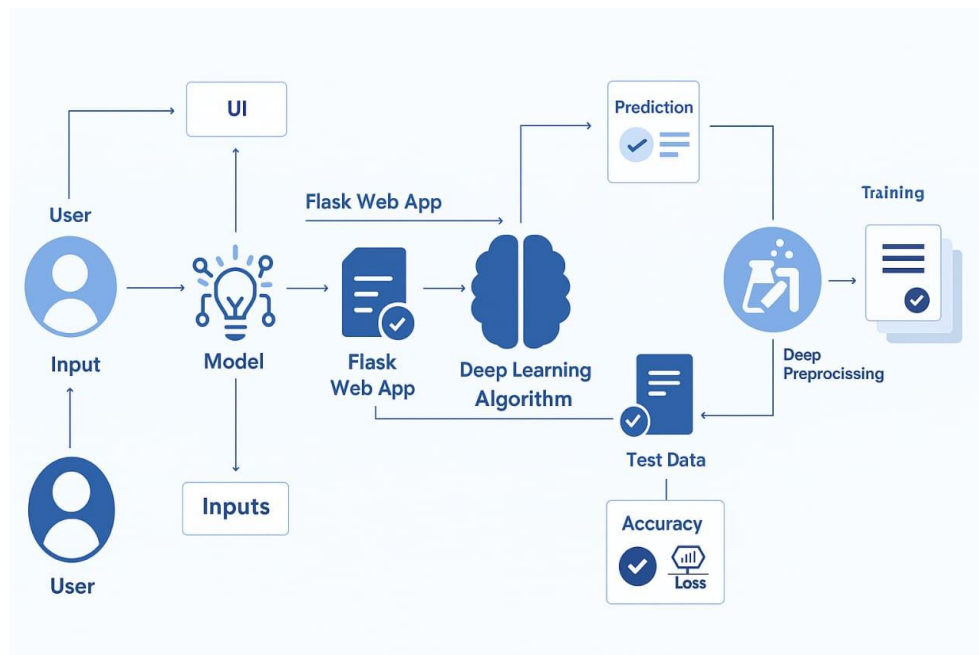 UI
Prediction
Flask Web App
Training
User
Input
Model
Flask
Web App
Deep Learning
Algorithm
Deep
Preprocissing
Test Data
Inputs
Accuracy
Loss
User